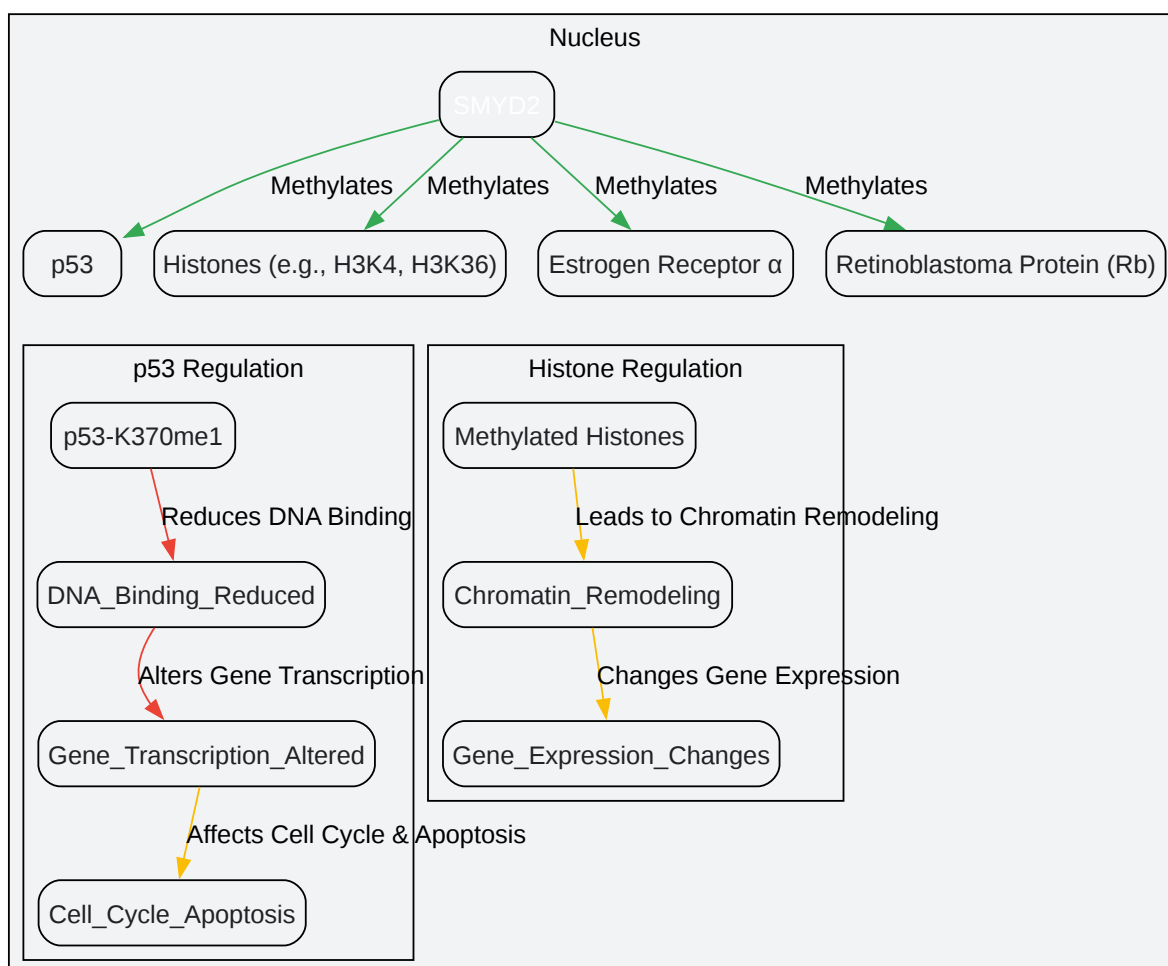 Nucleus
SMYD2
Methylates
Methylates
Methylates
Methylates
p53
Histones (e.g., H3K4, H3K36)
Estrogen Receptor α
Retinoblastoma Protein (Rb)
p53 Regulation
p53-K370me1
Reduces DNA Binding
DNA_Binding_Reduced
Alters Gene Transcription
Gene_Transcription_Altered
Affects Cell Cycle & Apoptosis
Cell_Cycle_Apoptosis
Histone Regulation
Methylated Histones
Leads to Chromatin Remodeling
Chromatin_Remodeling
Changes Gene Expression
Gene_Expression_Changes